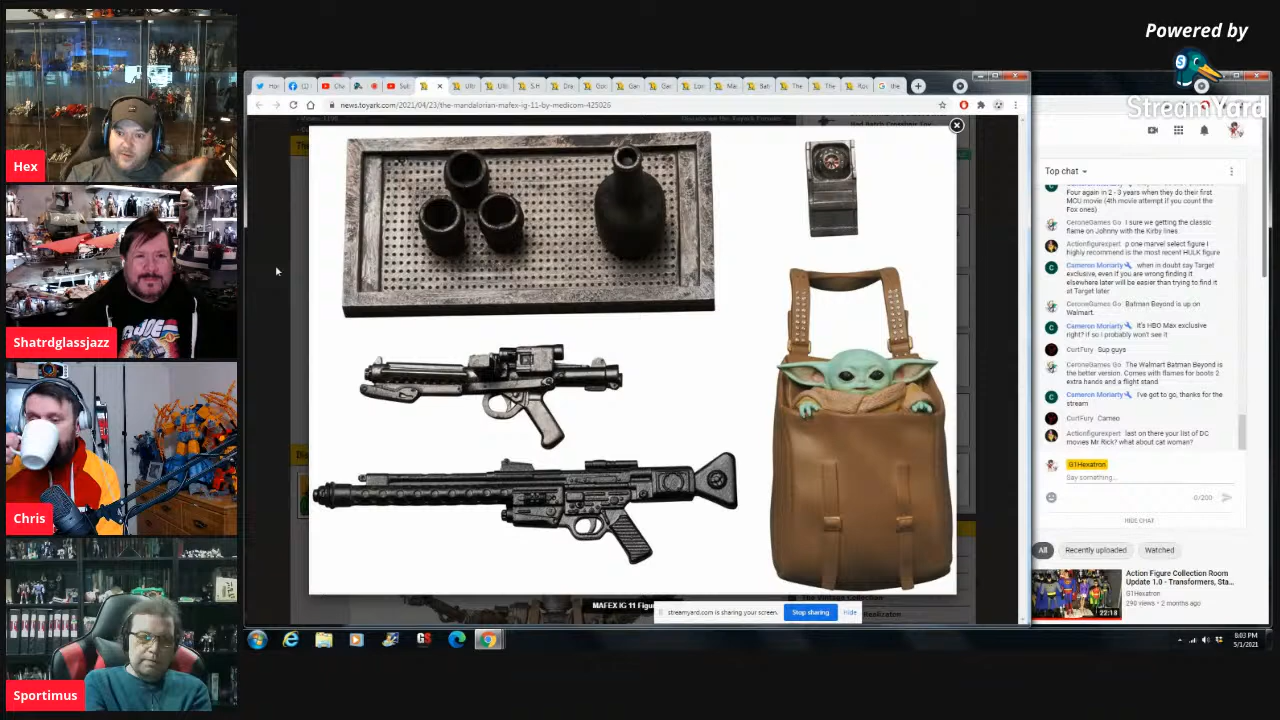 Powered by
StreamYard
Hex
Shatrdglassjazz
Chris
Sportimus
news.toyark.com/2021/04/23/the-mandalorian-mafex-ig-11-by-medicom-425026
MAFEX IG 11 Figu
streamyard.com is sharing your screen.
Stop sharing
Hide
Top chat
Four again in 2 - 3 years when they do their first
MCU movie (4th movie attempt if you count the
Fox ones)
CeroneGames Go I sure we getting the classic
flame on Johnny with the Kirby lines
Actionfigureexpert p one marvel select figure I
highly recommend is the most recent HULK figure
Cameron Moriarty when in doubt say Target
exclusive, even if you are wrong finding it
elsewhere later will be easier than trying to find it
at Target later
CeroneGames Go Batman Beyond is up on
Walmart.
Cameron Moriarty it's HBO Max exclusive
right? if so i probably won't see it
CurtFury Sup guys
CeroneGames Go The Walmart Batman Beyond is
the better version. Comes with flames for boots 2
extra hands and a flight stand
Cameron Moriarty I've got to go, thanks for the
stream
CurtFury Cameo
Actionfigureexpert last on there your list of DC
movies Mr Rick? what about cat woman?
G1Hexatron
Say something...
0/200
HIDE CHAT
All
Recently uploaded
Watched
Action Figure Collection Room
Update 1.0 - Transformers, Sta...
G1Hexatron
290 views • 2 months ago
22:18
8:03 PM
5/1/2021